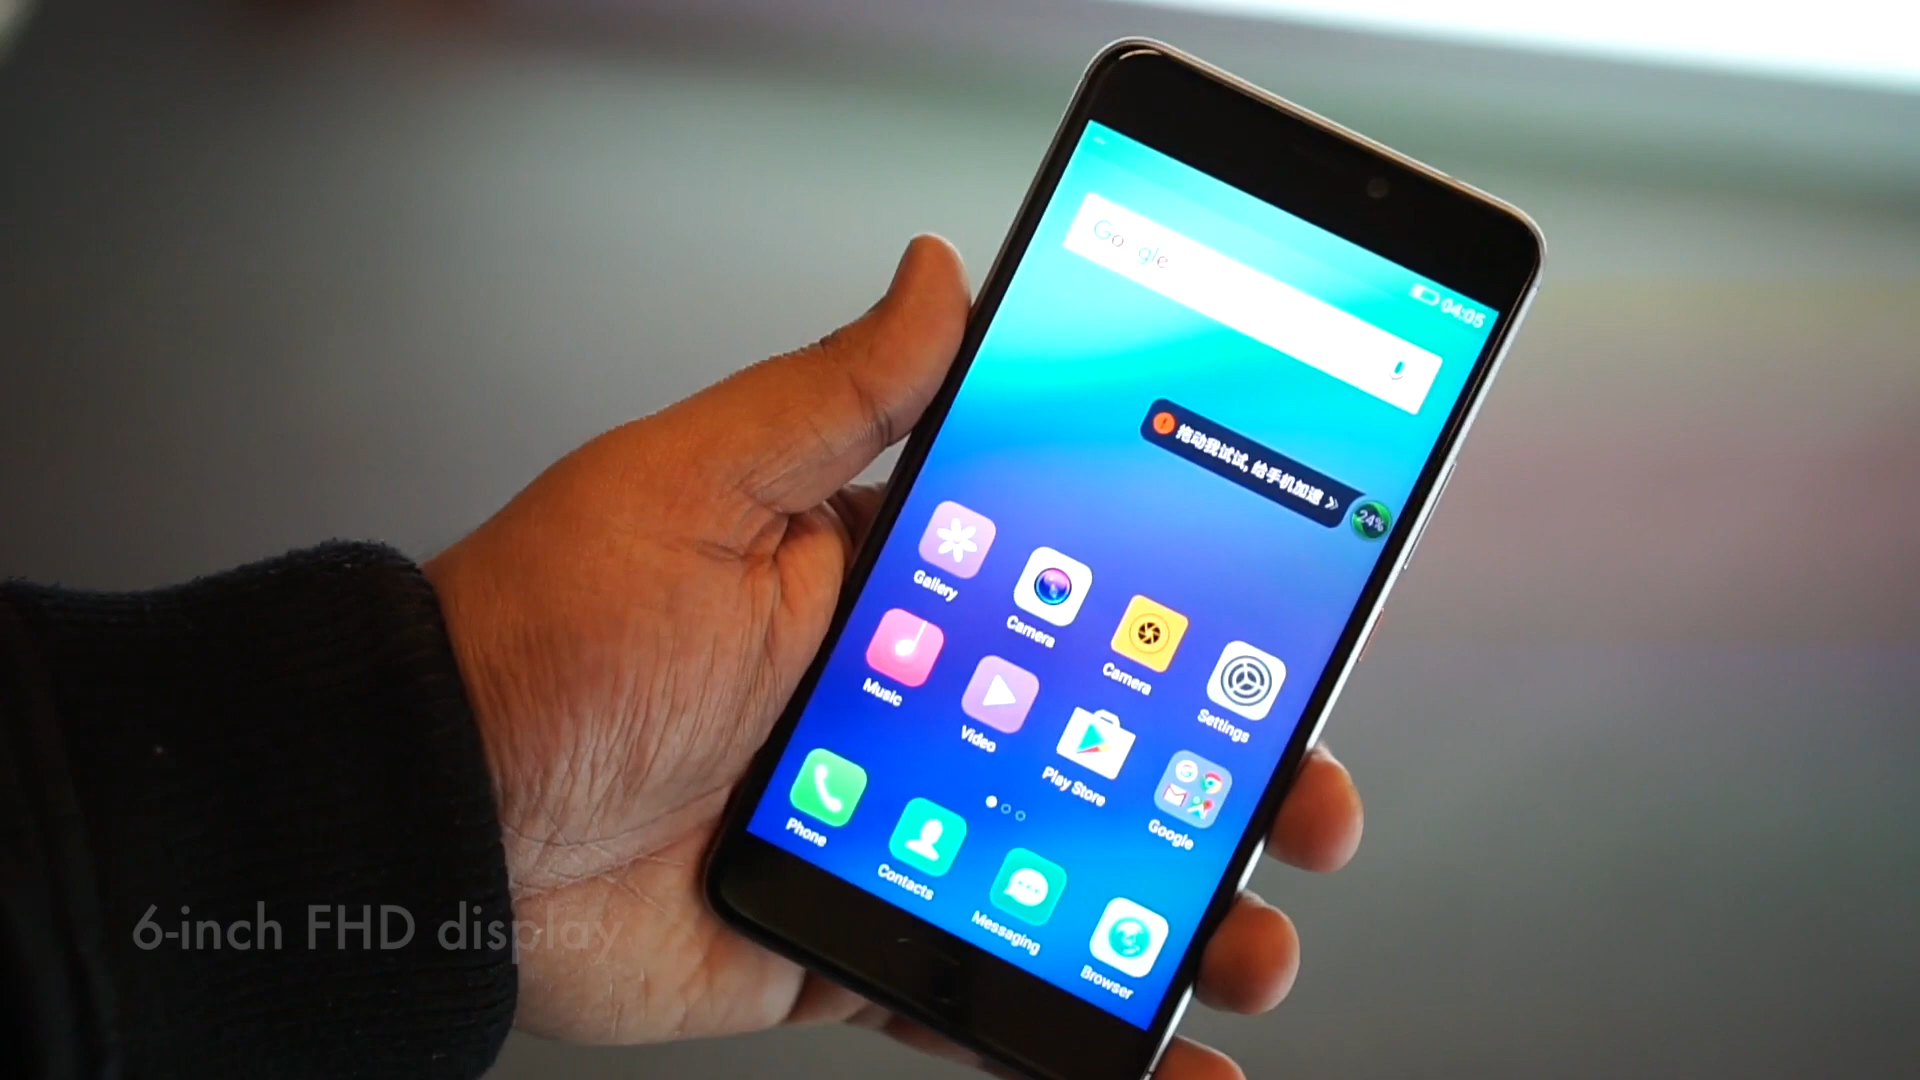 04:05
Google
拖动我试试, 给手机加速 »
24%
Gallery
Camera
Camera
Settings
Music
Video
Play Store
Google
Phone
Contacts
Messaging
Browser
6-inch FHD display